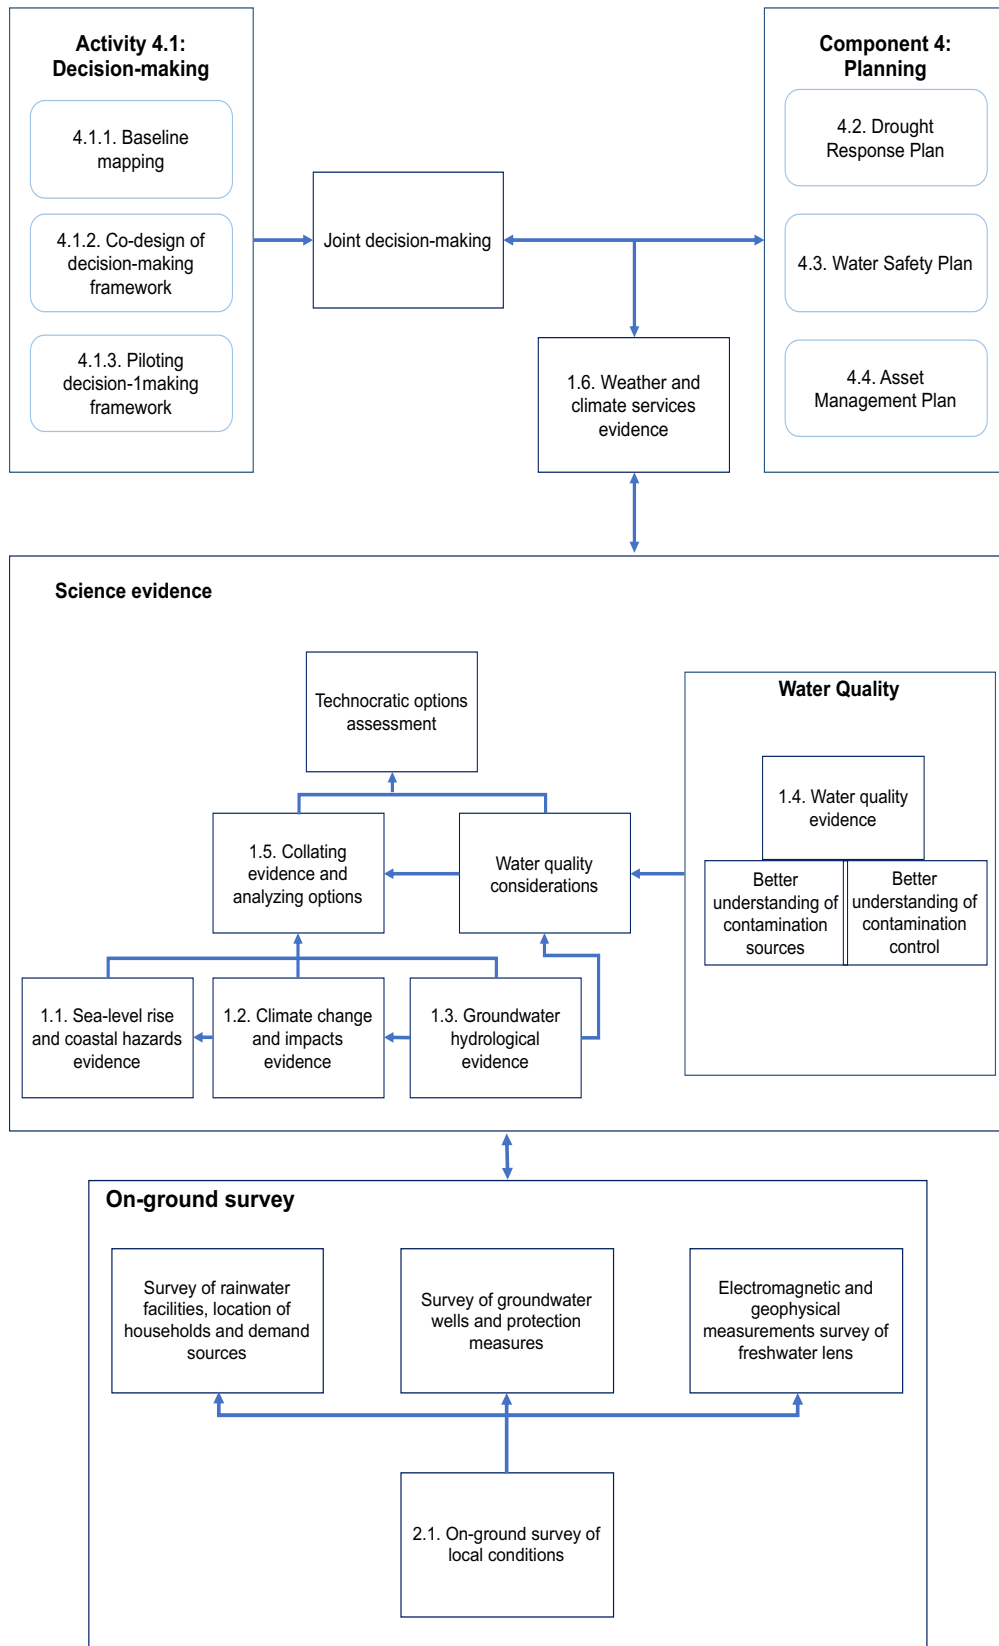 Activity 4.1:
Decision-making
4.1.1. Baseline
mapping
4.1.2. Co-design of
decision-making
framework
4.1.3. Piloting
decision-1making
framework
Joint decision-making
Component 4:
Planning
4.2. Drought
Response Plan
4.3. Water Safety Plan
4.4. Asset
Management Plan
1.6. Weather and
climate services
evidence
Science evidence
Technocratic options
assessment
Water Quality
1.4. Water quality
evidence
Better
understanding of
contamination
sources
Better
understanding of
contamination
control
1.5. Collating
evidence and
analyzing options
Water quality
considerations
1.1. Sea-level rise
and coastal hazards
evidence
1.2. Climate change
and impacts
evidence
1.3. Groundwater
hydrological
evidence
On-ground survey
Survey of rainwater
facilities, location of
households and demand
sources
Survey of groundwater
wells and protection
measures
Electromagnetic and
geophysical
measurements survey of
freshwater lens
2.1. On-ground survey of
local conditions